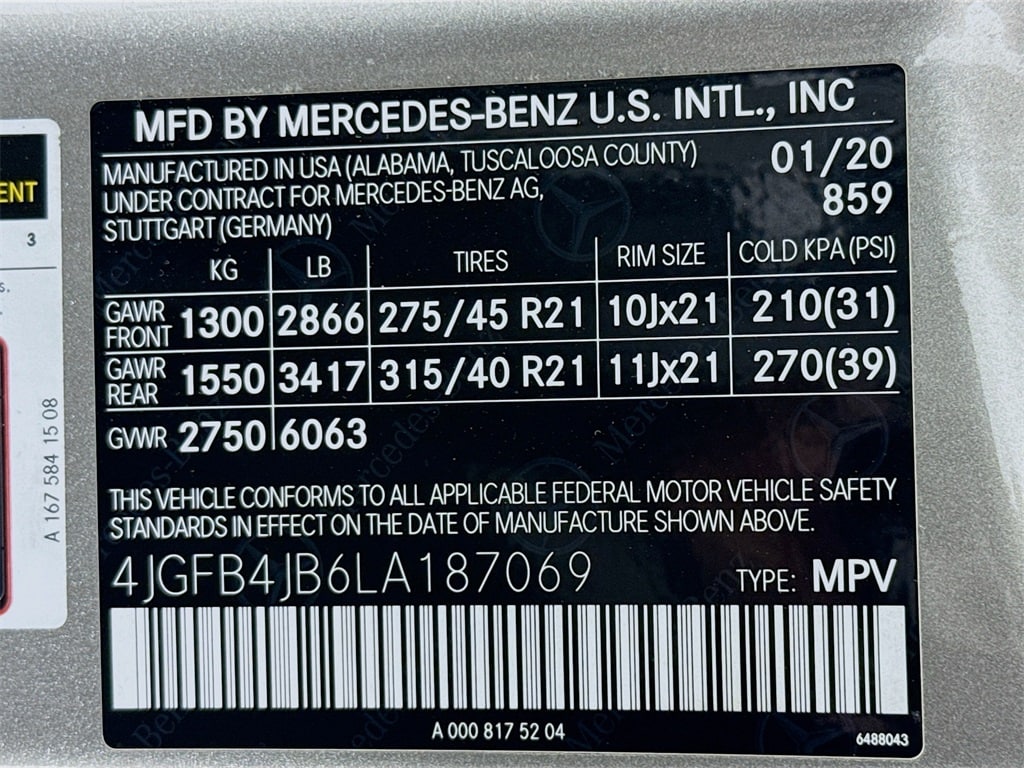 MFD BY MERCEDES-BENZ U.S. INTL., INC
MANUFACTURED IN USA (ALABAMA, TUSCALOOSA COUNTY) 01/20
UNDER CONTRACT FOR MERCEDES-BENZ AG, 859
STUTTGART (GERMANY)
KG LB TIRES RIM SIZE COLD KPA (PSI)
GAWR FRONT 1300 2866 275/45 R21 10Jx21 210(31)
GAWR REAR 1550 3417 315/40 R21 11Jx21 270(39)
GVWR 2750 6063
THIS VEHICLE CONFORMS TO ALL APPLICABLE FEDERAL MOTOR VEHICLE SAFETY
STANDARDS IN EFFECT ON THE DATE OF MANUFACTURE SHOWN ABOVE.
4JGFB4JB6LA187069 TYPE: MPV
A 000 817 52 04
6488043
ENT
3
s.
A 167 584 15 08